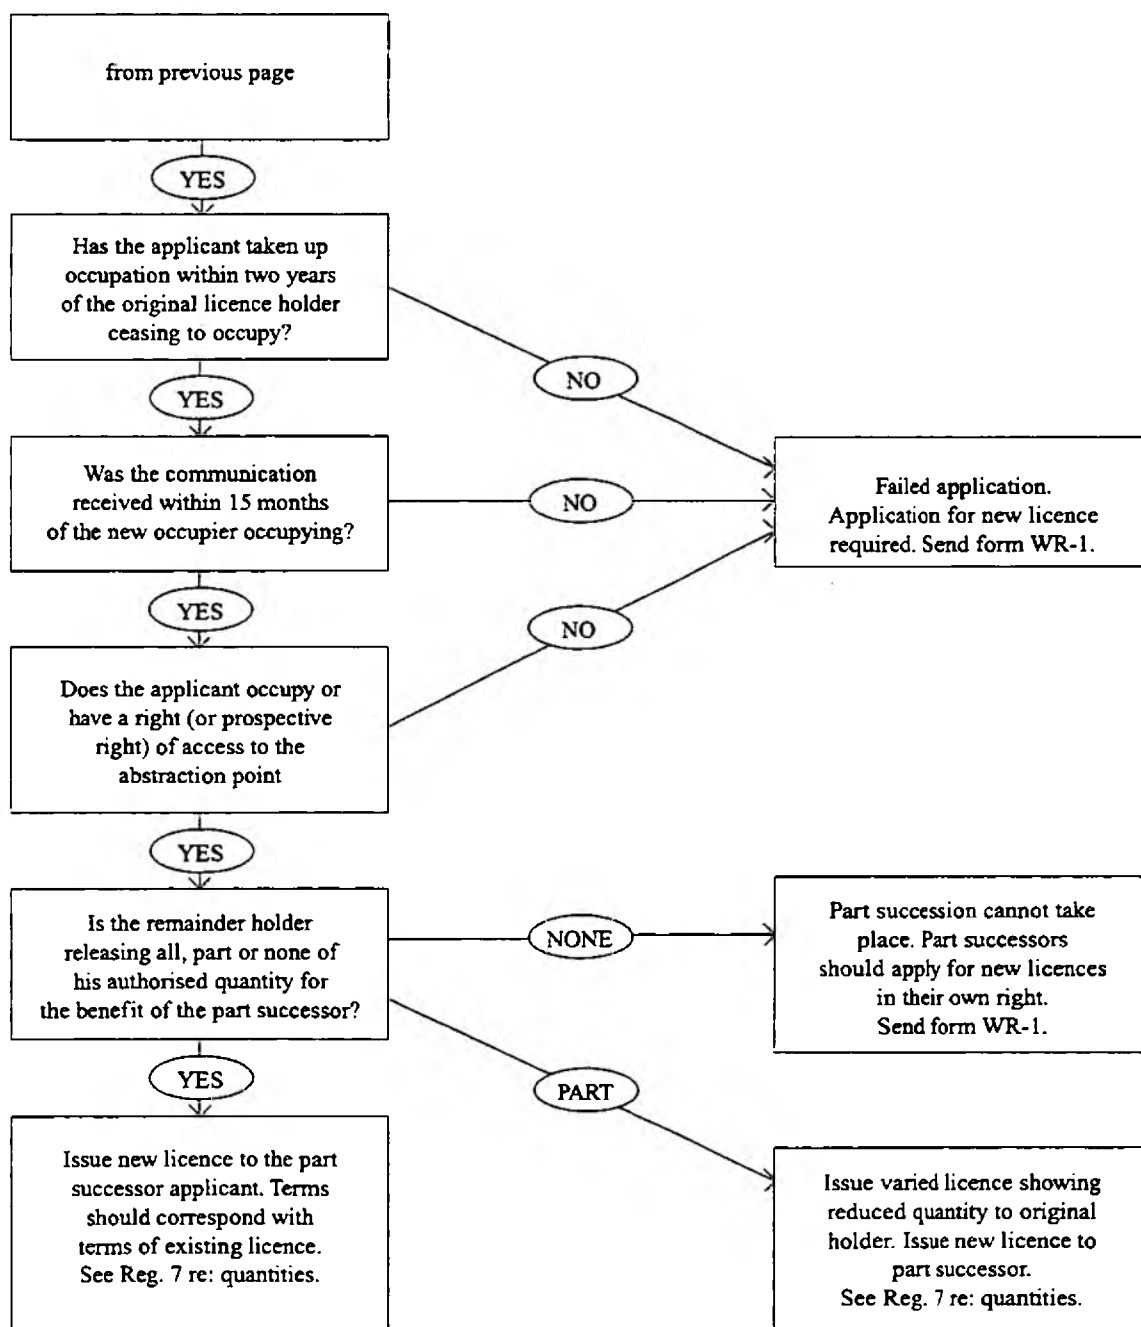 from previous page
YES
Has the applicant taken up
occupation within two years
of the original licence holder
ceasing to occupy?
NO
YES
Was the communication
received within 15 months
of the new occupier occupying?
NO
Failed application.
Application for new licence
required. Send form WR-1.
YES
NO
Does the applicant occupy or
have a right (or prospective
right) of access to the
abstraction point
YES
Is the remainder holder
releasing all, part or none of
his authorised quantity for
the benefit of the part successor?
NONE
Part succession cannot take
place. Part successors
should apply for new licences
in their own right.
Send form WR-1.
YES
PART
Issue new licence to the part
successor applicant. Terms
should correspond with
terms of existing licence.
See Reg. 7 re: quantities.
Issue varied licence showing
reduced quantity to original
holder. Issue new licence to
part successor.
See Reg. 7 re: quantities.